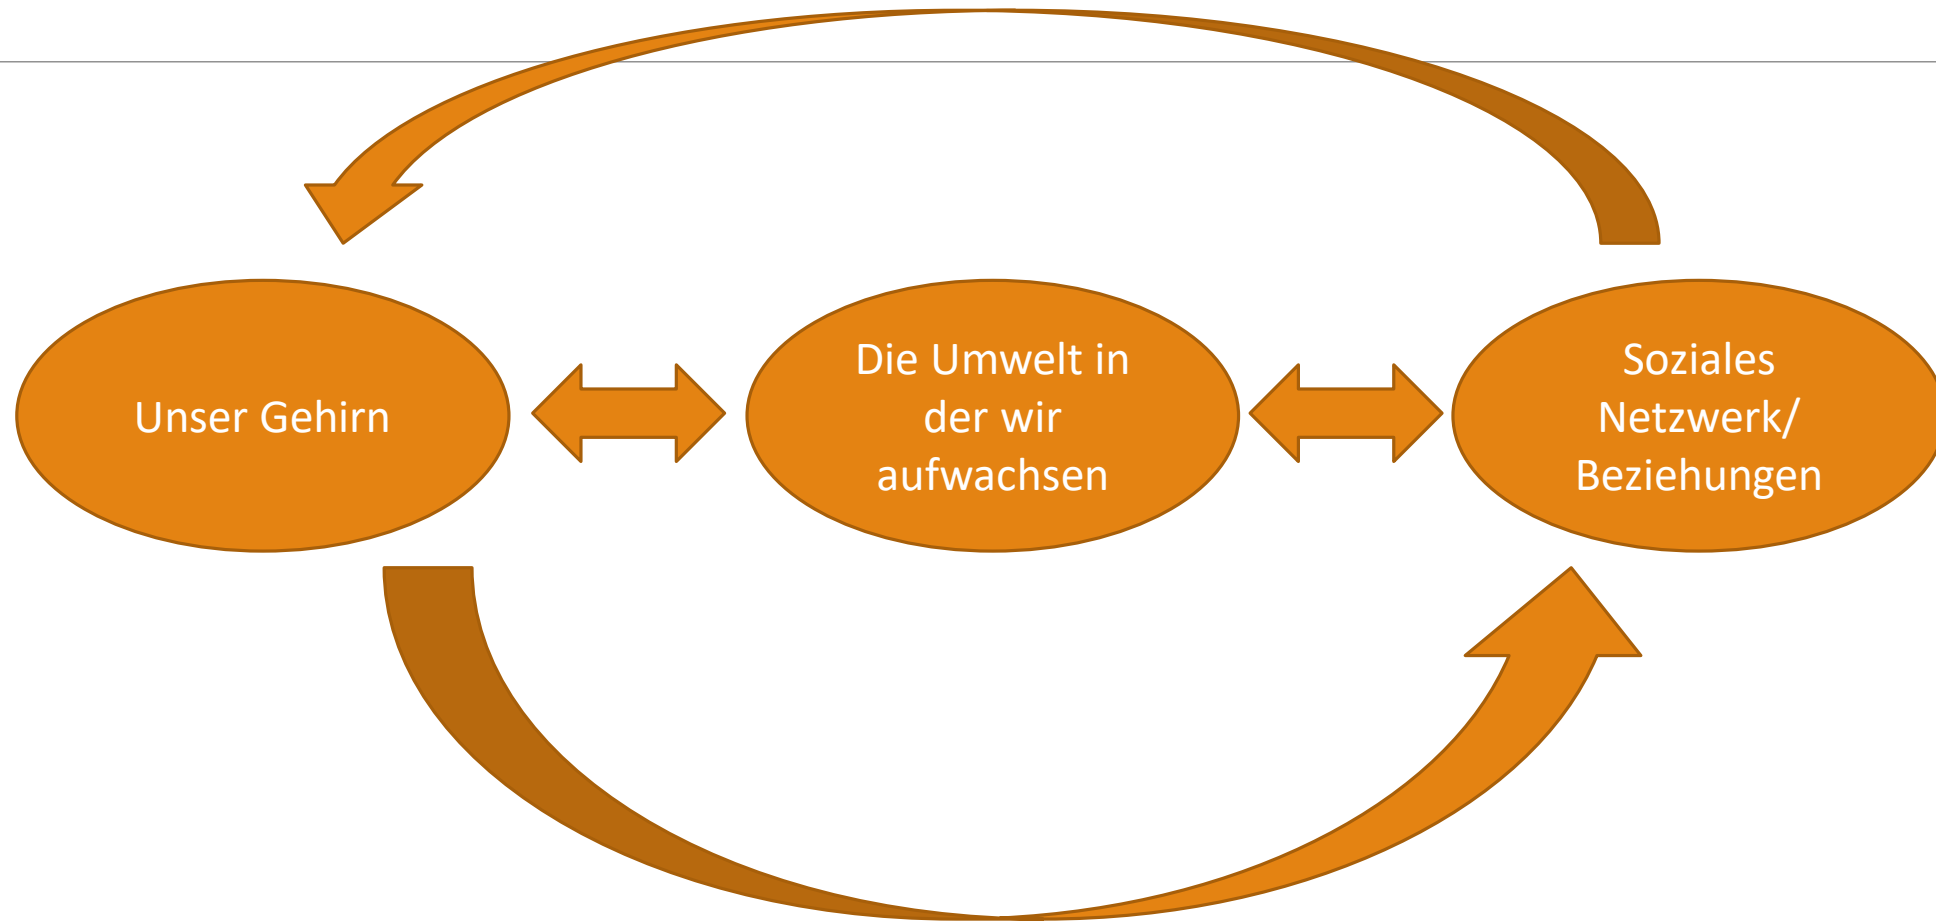 Unser Gehirn
Die Umwelt in
der wir
aufwachsen
Soziales
Netzwerk/
Beziehungen